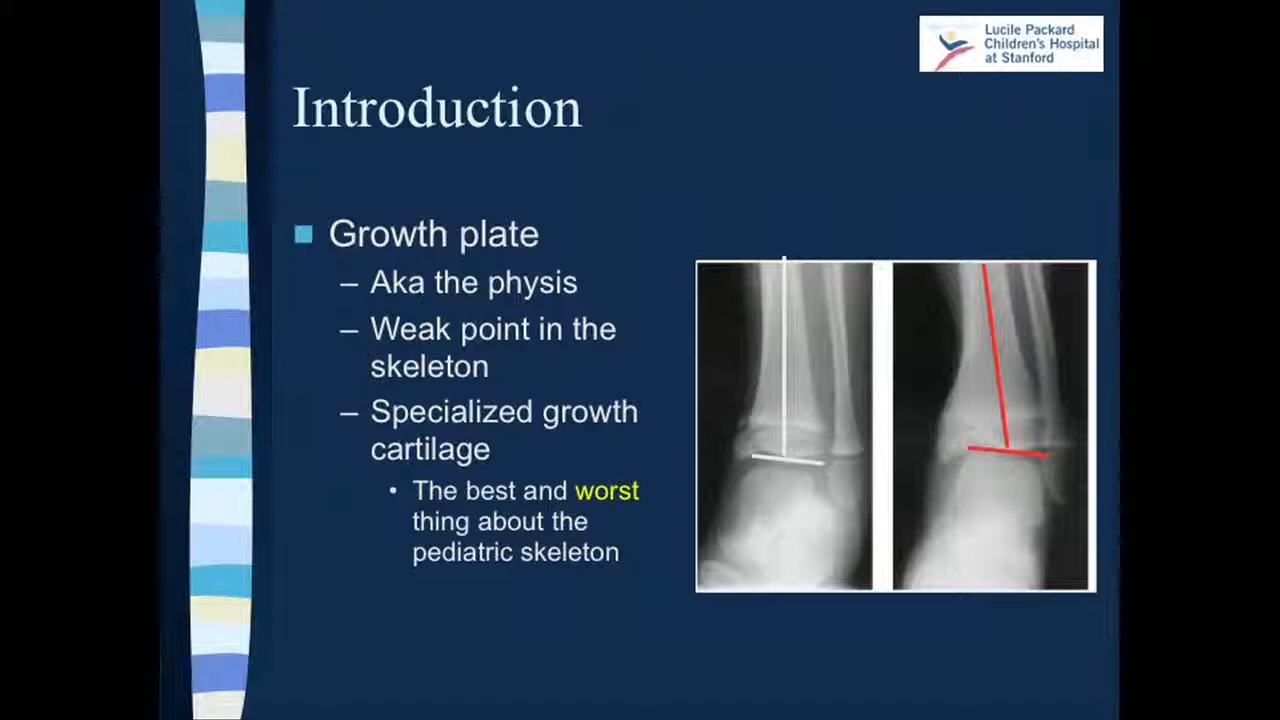 Lucile Packard
Children's Hospital
at Stanford
Introduction
Growth plate
– Aka the physis
– Weak point in the
skeleton
– Specialized growth
cartilage
• The best and worst
thing about the
pediatric skeleton